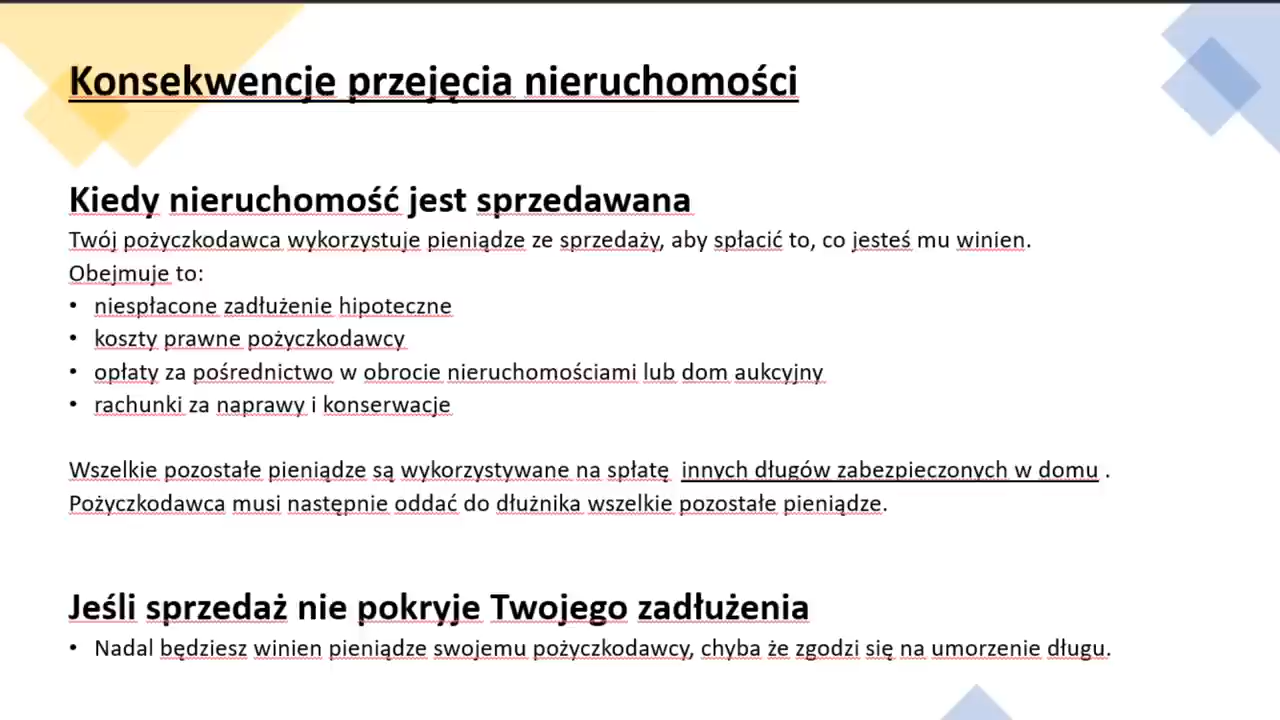 Konsekwencje przejęcia nieruchomości
Kiedy nieruchomość jest sprzedawana
Twój pożyczkodawca wykorzystuje pieniądze ze sprzedaży, aby spłacić to, co jesteś mu winien.
Obejmuje to:
• niespłacone zadłużenie hipoteczne
• koszty prawne pożyczkodawcy
• opłaty za pośrednictwo w obrocie nieruchomościami lub dom aukcyjny
• rachunki za naprawy i konserwacje
Wszelkie pozostałe pieniądze są wykorzystywane na spłatę innych długów zabezpieczonych w domu .
Pożyczkodawca musi następnie oddać do dłużnika wszelkie pozostałe pieniądze.
Jeśli sprzedaż nie pokryje Twojego zadłużenia
• Nadal będziesz winien pieniądze swojemu pożyczkodawcy, chyba że zgodzi się na umorzenie długu.